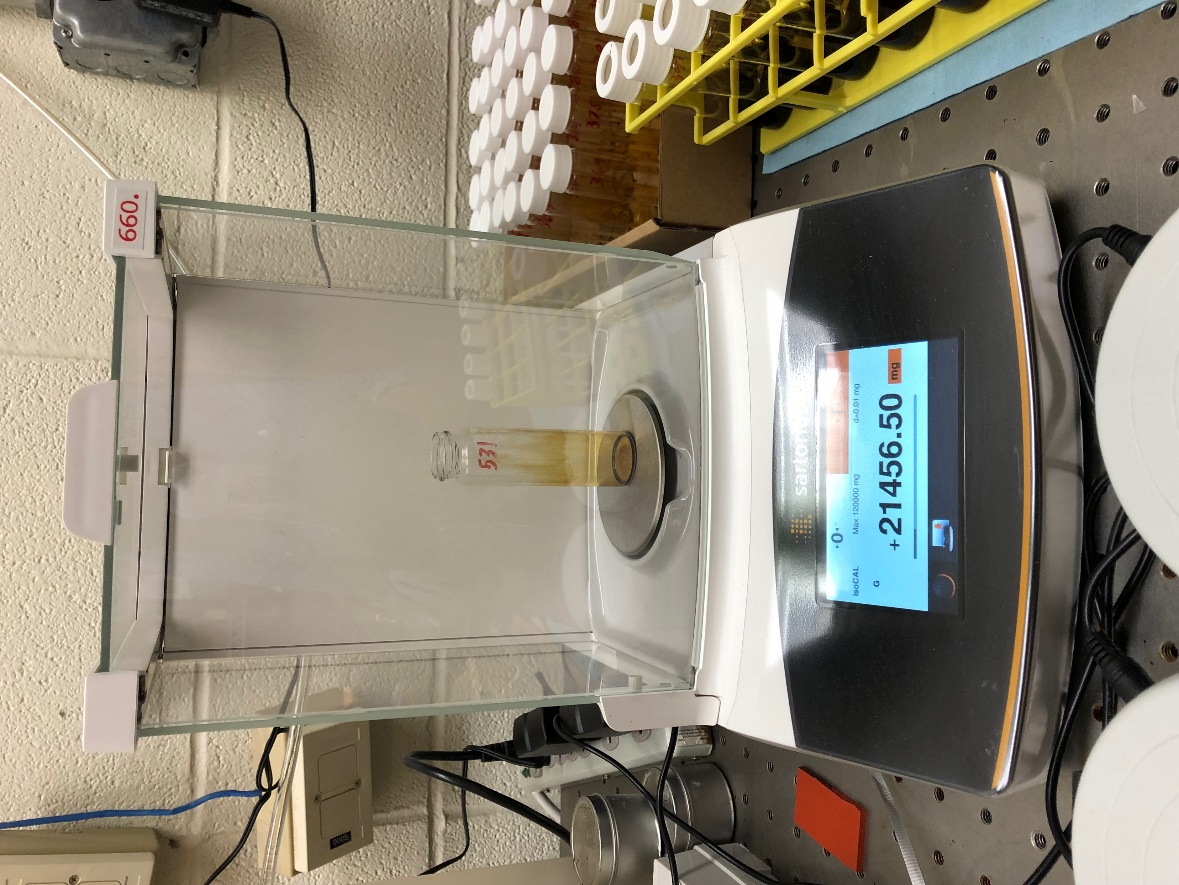 660.
531
sartorius
+0+
isoCAL Max 120000 mg d=0.01 mg
G
+21456.50 mg